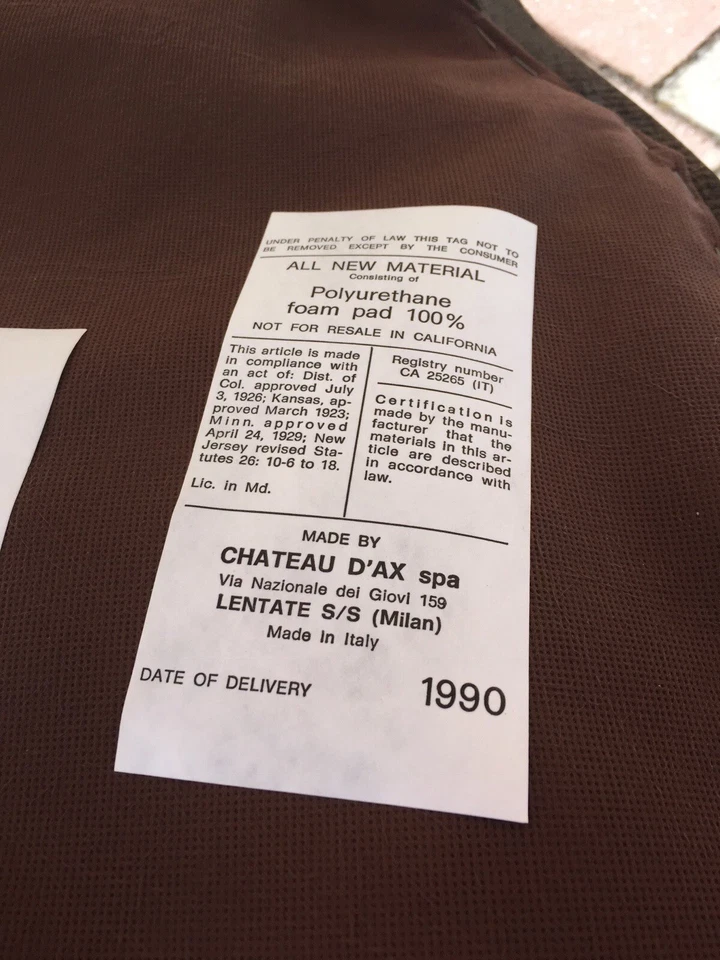 UNDER PENALTY OF LAW THIS TAG NOT TO
BE REMOVED EXCEPT BY THE CONSUMER
ALL NEW MATERIAL
Consisting of
Polyurethane
foam pad 100%
NOT FOR RESALE IN CALIFORNIA
This article is made
in compliance with
an act of: Dist. of
Col. approved July
3, 1926; Kansas, ap-
proved March 1923;
Minn. approved
April 24, 1929; New
Jersey revised Sta-
tutes 26: 10-6 to 18.
Lic. in Md.
Registry number
CA 25265 (IT)
Certification is
made by the manu-
facturer that the
materials in this ar-
ticle are described
in accordance with
law.
MADE BY
CHATEAU D'AX spa
Via Nazionale dei Giovi 159
LENTATE S/S (Milan)
Made in Italy
DATE OF DELIVERY 1990